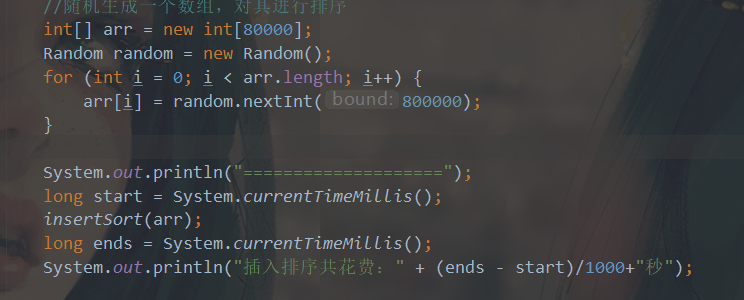 //随机生成一个数组，对其进行排序
int[] arr = new int[80000];
Random random = new Random();
for (int i = 0; i < arr.length; i++) {
arr[i] = random.nextInt( bound: 800000);
}
System.out.println("====================");
long start = System.currentTimeMillis();
insertSort(arr);
long ends = System.currentTimeMillis();
System.out.println("插入排序共花费：" + (ends - start)/1000+"秒");